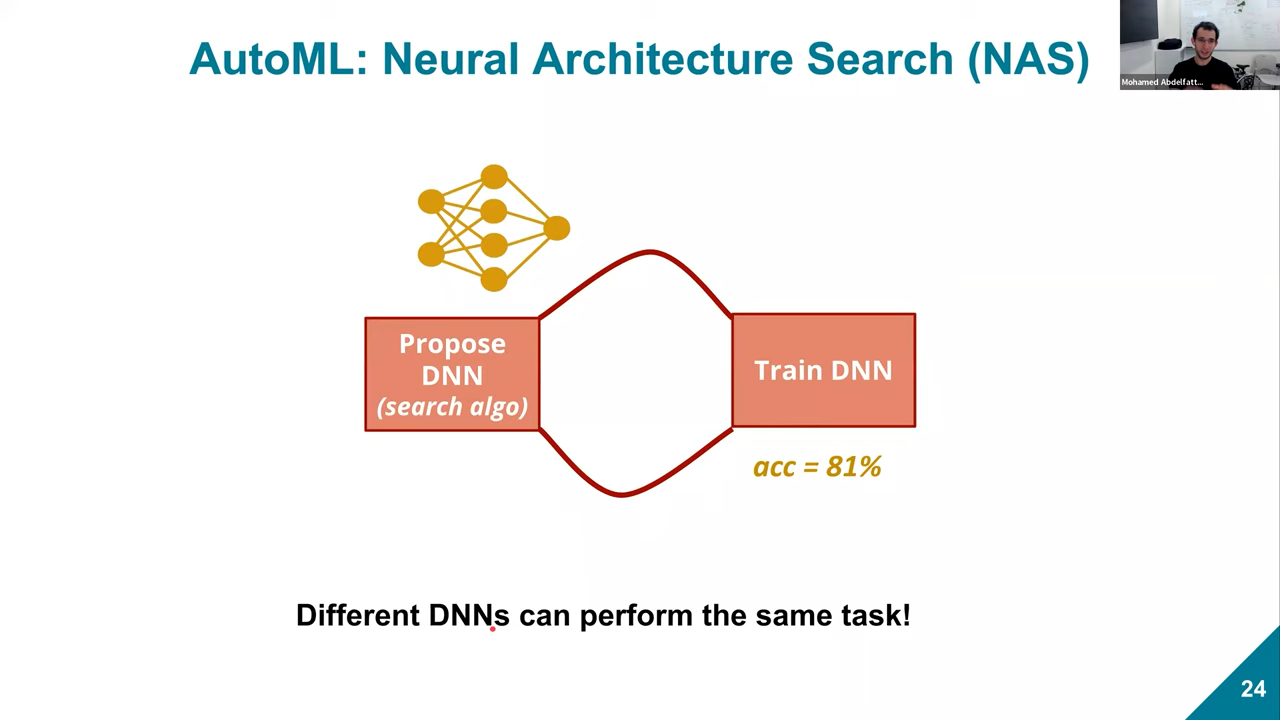 AutoML: Neural Architecture Search (NAS)
Mohamed Abdelfatt...
Propose
DNN
(search algo)
Train DNN
acc = 81%
Different DNNs can perform the same task!
24